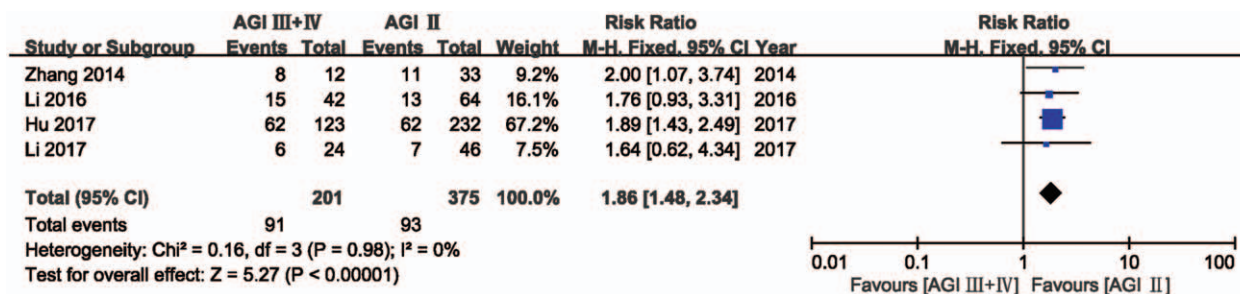 AGI III+IV AGI II Risk Ratio Risk Ratio
Study or Subgroup Events Total Events Total Weight M-H. Fixed. 95% CI Year M-H. Fixed. 95% CI
Zhang 2014 8 12 11 33 9.2% 2.00 [1.07, 3.74] 2014
Li 2016 15 42 13 64 16.1% 1.76 [0.93, 3.31] 2016
Hu 2017 62 123 62 232 67.2% 1.89 [1.43, 2.49] 2017
Li 2017 6 24 7 46 7.5% 1.64 [0.62, 4.34] 2017
Total (95% CI) 201 375 100.0% 1.86 [1.48, 2.34]
Total events 91 93
Heterogeneity: Chi² = 0.16, df = 3 (P = 0.98); I² = 0%
Test for overall effect: Z = 5.27 (P < 0.00001)
0.01 0.1 1 10 100
Favours [AGI III+IV] Favours [AGI II]